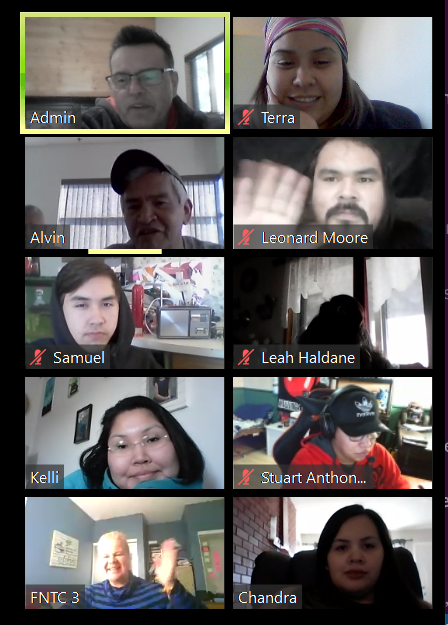 Admin
Terra
Alvin
Leonard Moore
Samuel
Leah Haldane
Kelli
Stuart Anthon...
FNTC 3
Chandra